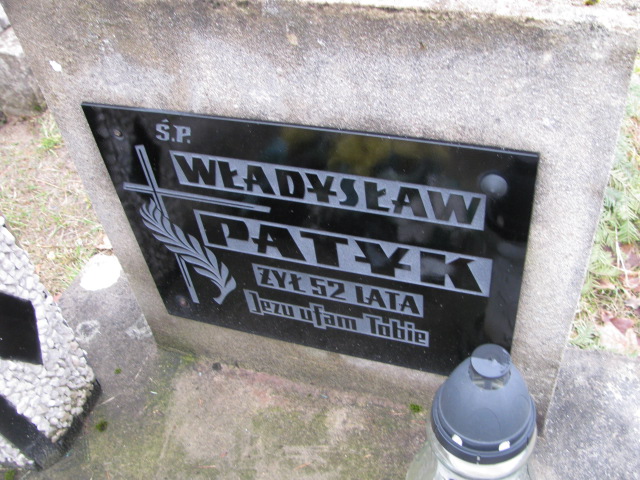 Ś.P.
WŁADYSŁAW
PATYK
ŻYŁ 52 LATA
Jezu ufam Tobie